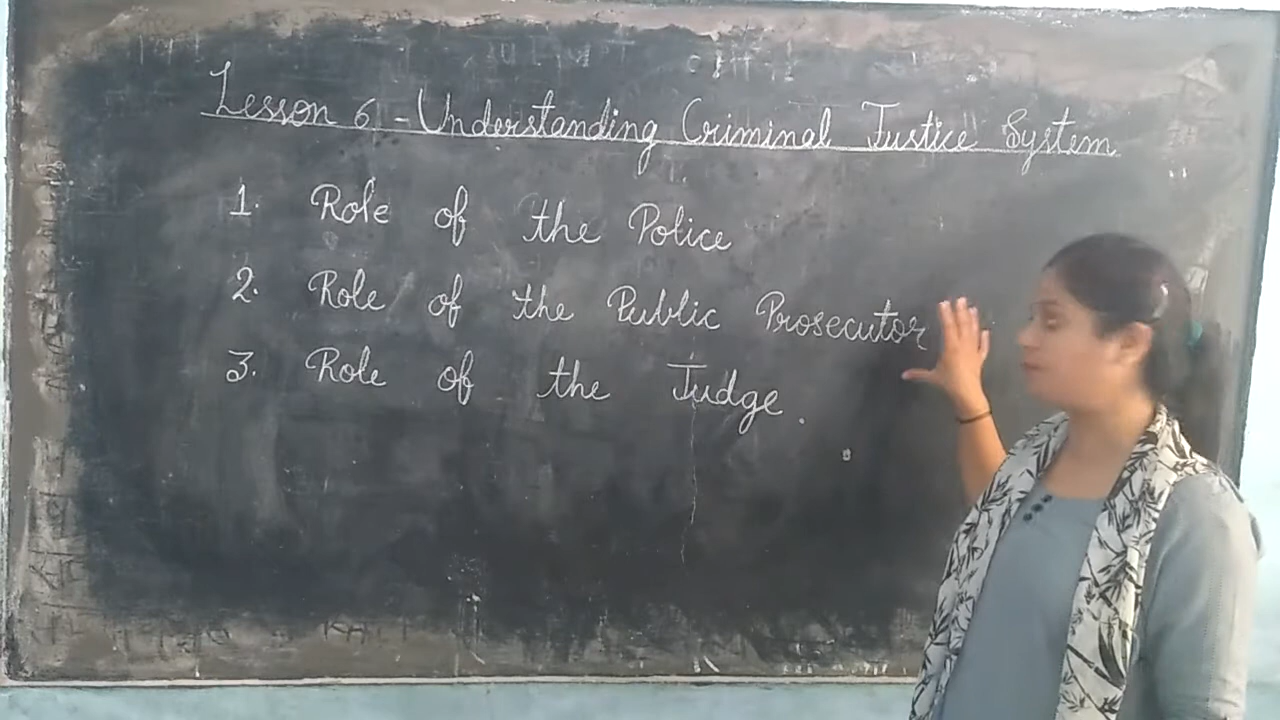 Lesson 6 - Understanding Criminal Justice System
1. Role of the Police
2. Role of the Public Prosecutor
3. Role of the Judge.